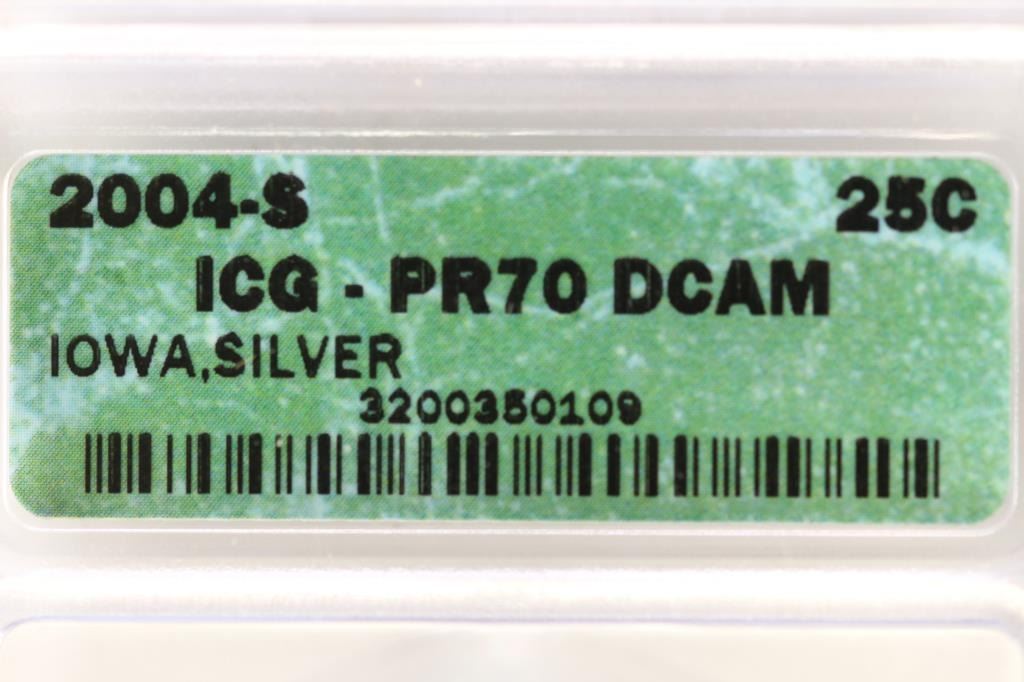 2004-S 25C
ICG - PR70 DCAM
IOWA,SILVER
3200350109